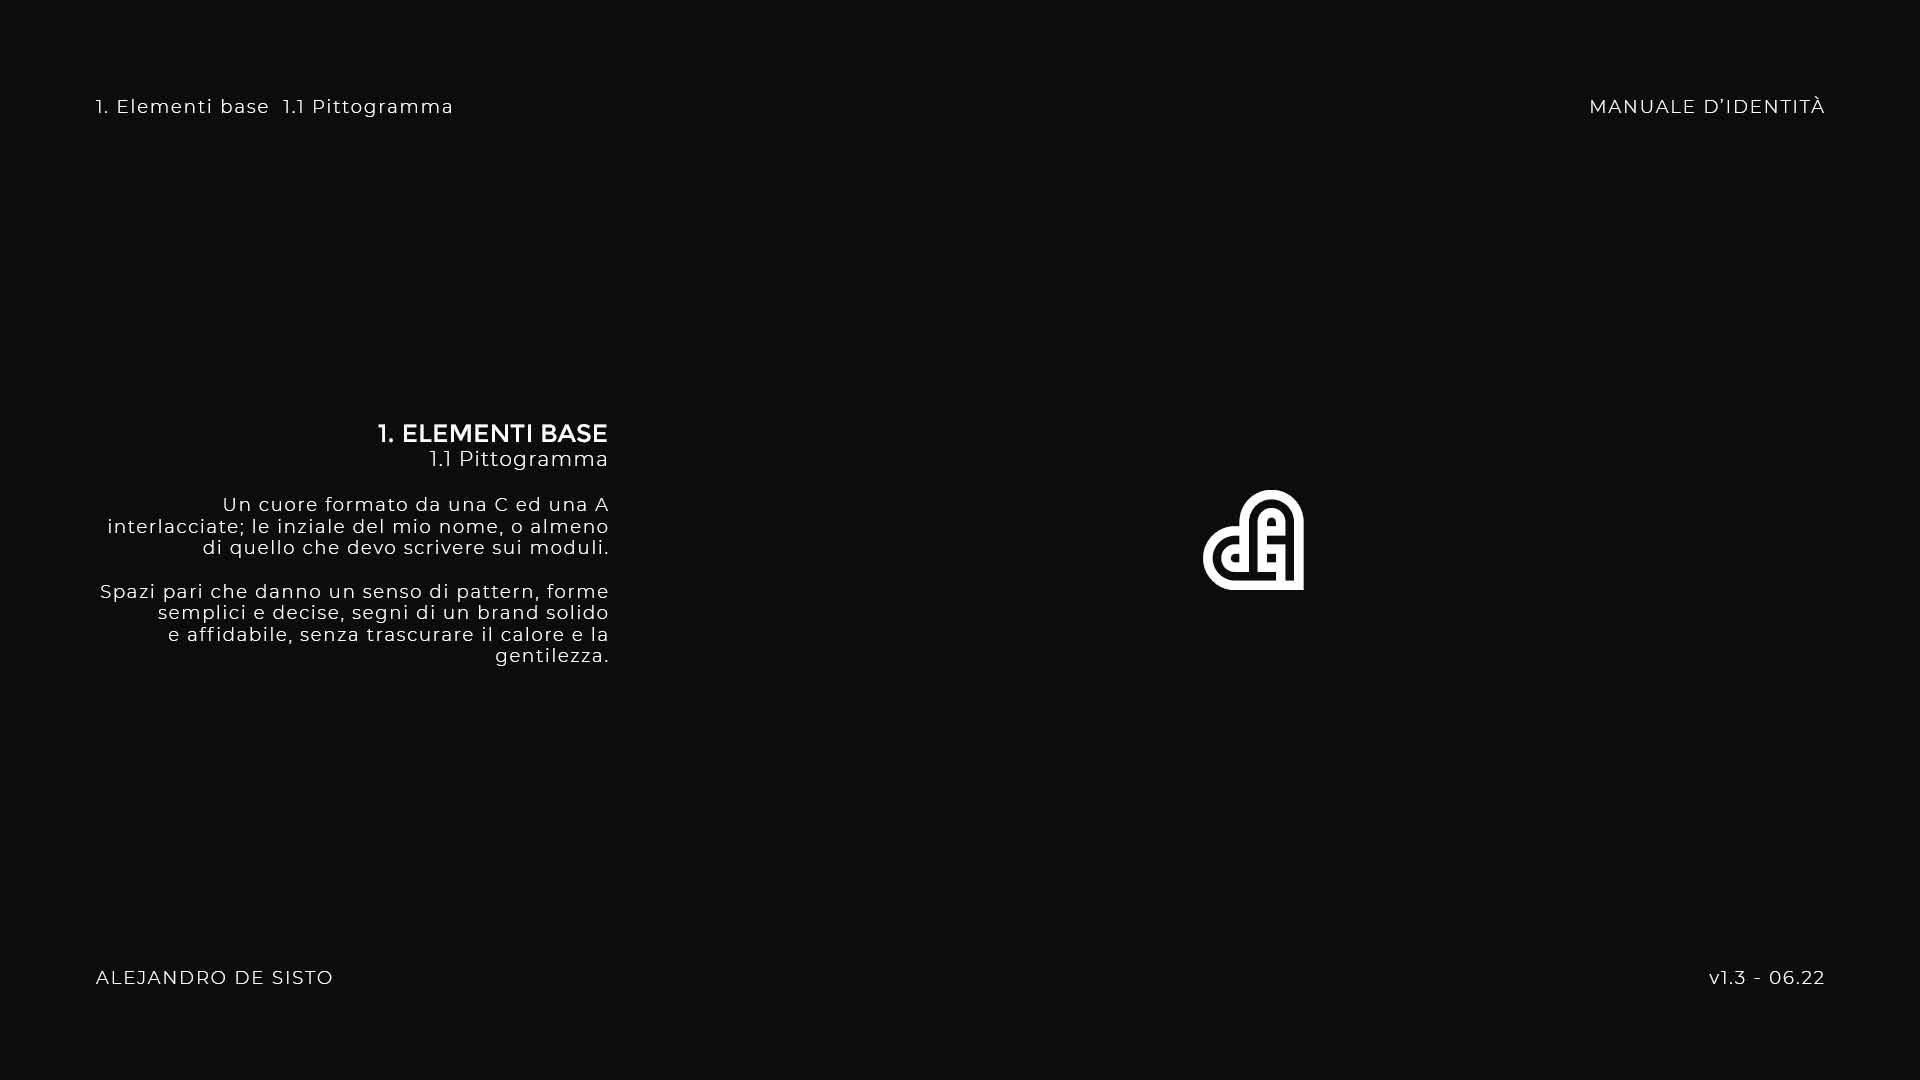 1. Elementi base  1.1 Pittogramma
MANUALE D’IDENTITÀ
1. ELEMENTI BASE
1.1 Pittogramma
Un cuore formato da una C ed una A
interlacciate; le inziale del mio nome, o almeno
di quello che devo scrivere sui moduli.
Spazi pari che danno un senso di pattern, forme
semplici e decise, segni di un brand solido
e affidabile, senza trascurare il calore e la
gentilezza.
ALEJANDRO DE SISTO
v1.3 - 06.22